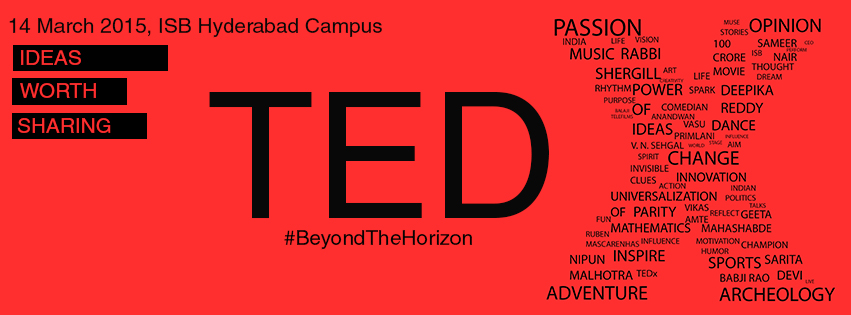 14 March 2015, ISB Hyderabad Campus
IDEAS
WORTH
SHARING
TED
#BeyondTheHorizon
PASSION MUSE OPINION
STORIES
INDIA LIFE VISION 100 SAMEER CEO
MUSIC RABBI CRORE ISB NAIR PERFORM
SHERGILL ART LIFE MOVIE THOUGHT
CREATIVITY DREAM
RHYTHM POWER SPARK DEEPIKA
PURPOSE OF COMEDIAN REDDY
BALAJI TELEFILMS ANANDWAN
IDEAS VASU DANCE
PRIMLANI INFLUENCE
V. N. SEHGAL WORLD STAGE AIM
SPIRIT CHANGE
INVISIBLE
CLUES INNOVATION
ACTION INDIAN
UNIVERSALIZATION POLITICS
OF PARITY VIKAS REFLECT TALKS GEETA
FUN AMTE
MATHEMATICS MAHASHABDE
RUBEN
MASCARENHAS INFLUENCE MOTIVATION CHAMPION
HUMOR
NIPUN INSPIRE SPORTS SARITA
MALHOTRA TEDx BABJI RAO DEVI LIVE
ADVENTURE ARCHEOLOGY